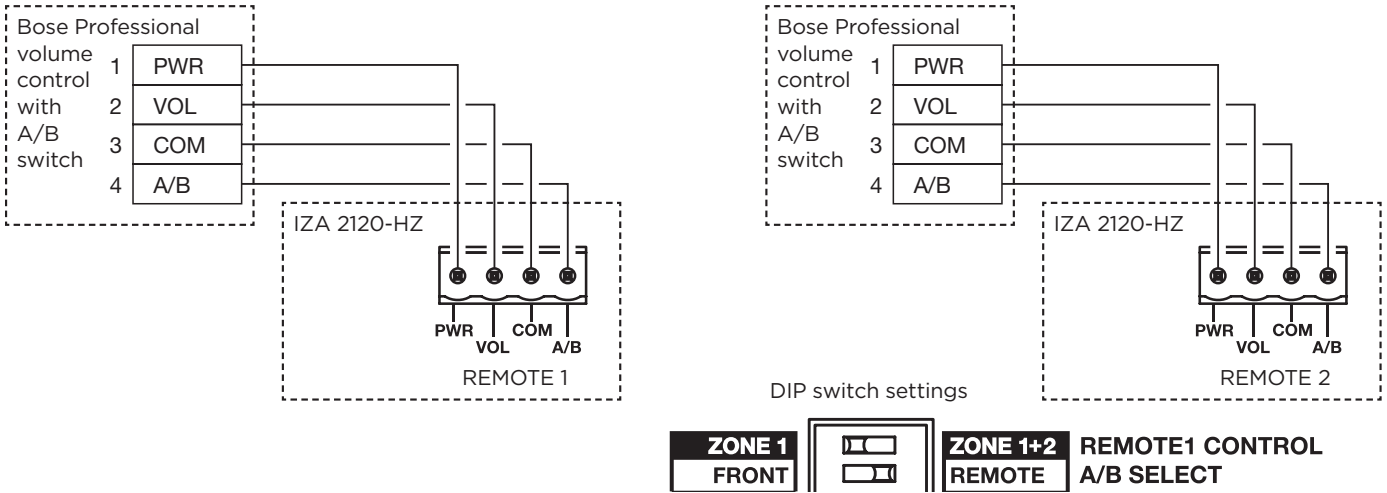 Bose Professional
volume
control
with
A/B
switch
1 PWR
2 VOL
3 COM
4 A/B
IZA 2120-HZ
PWR
VOL
COM
A/B
REMOTE 1
Bose Professional
volume
control
with
A/B
switch
1 PWR
2 VOL
3 COM
4 A/B
IZA 2120-HZ
PWR
VOL
COM
A/B
REMOTE 2
DIP switch settings
ZONE 1 ZONE 1+2 REMOTE1 CONTROL
FRONT REMOTE A/B SELECT